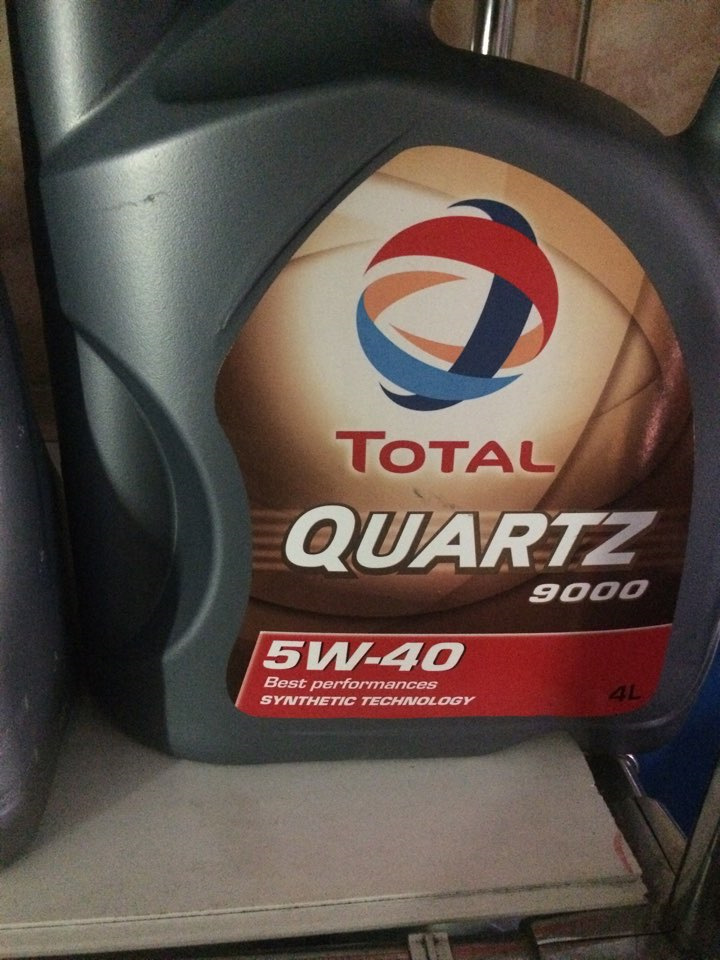 TOTAL
QUARTZ
9000
5W-40
Best performances
SYNTHETIC TECHNOLOGY
4L